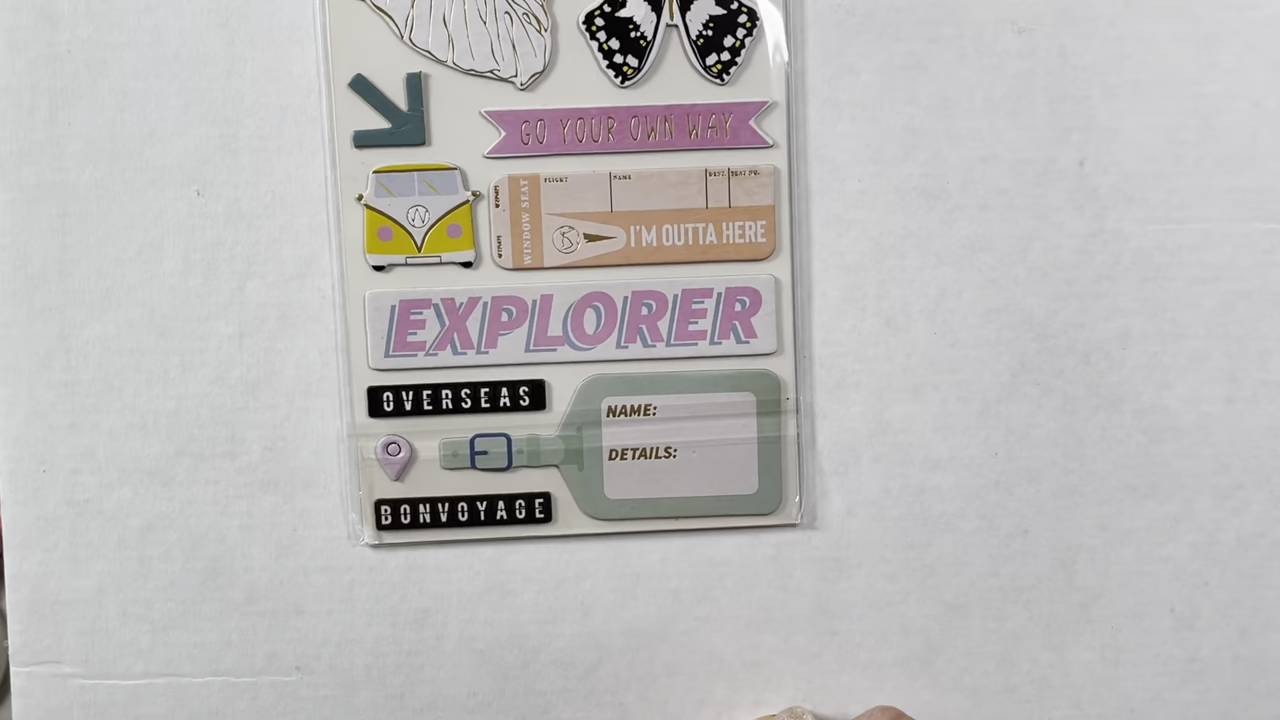 GO YOUR OWN WAY
WINDOW SEAT
FLIGHT
NAME
DEST.
SEAT NO.
I'M OUTTA HERE
EXPLORER
OVERSEAS
NAME:
DETAILS:
BONVOYAGE